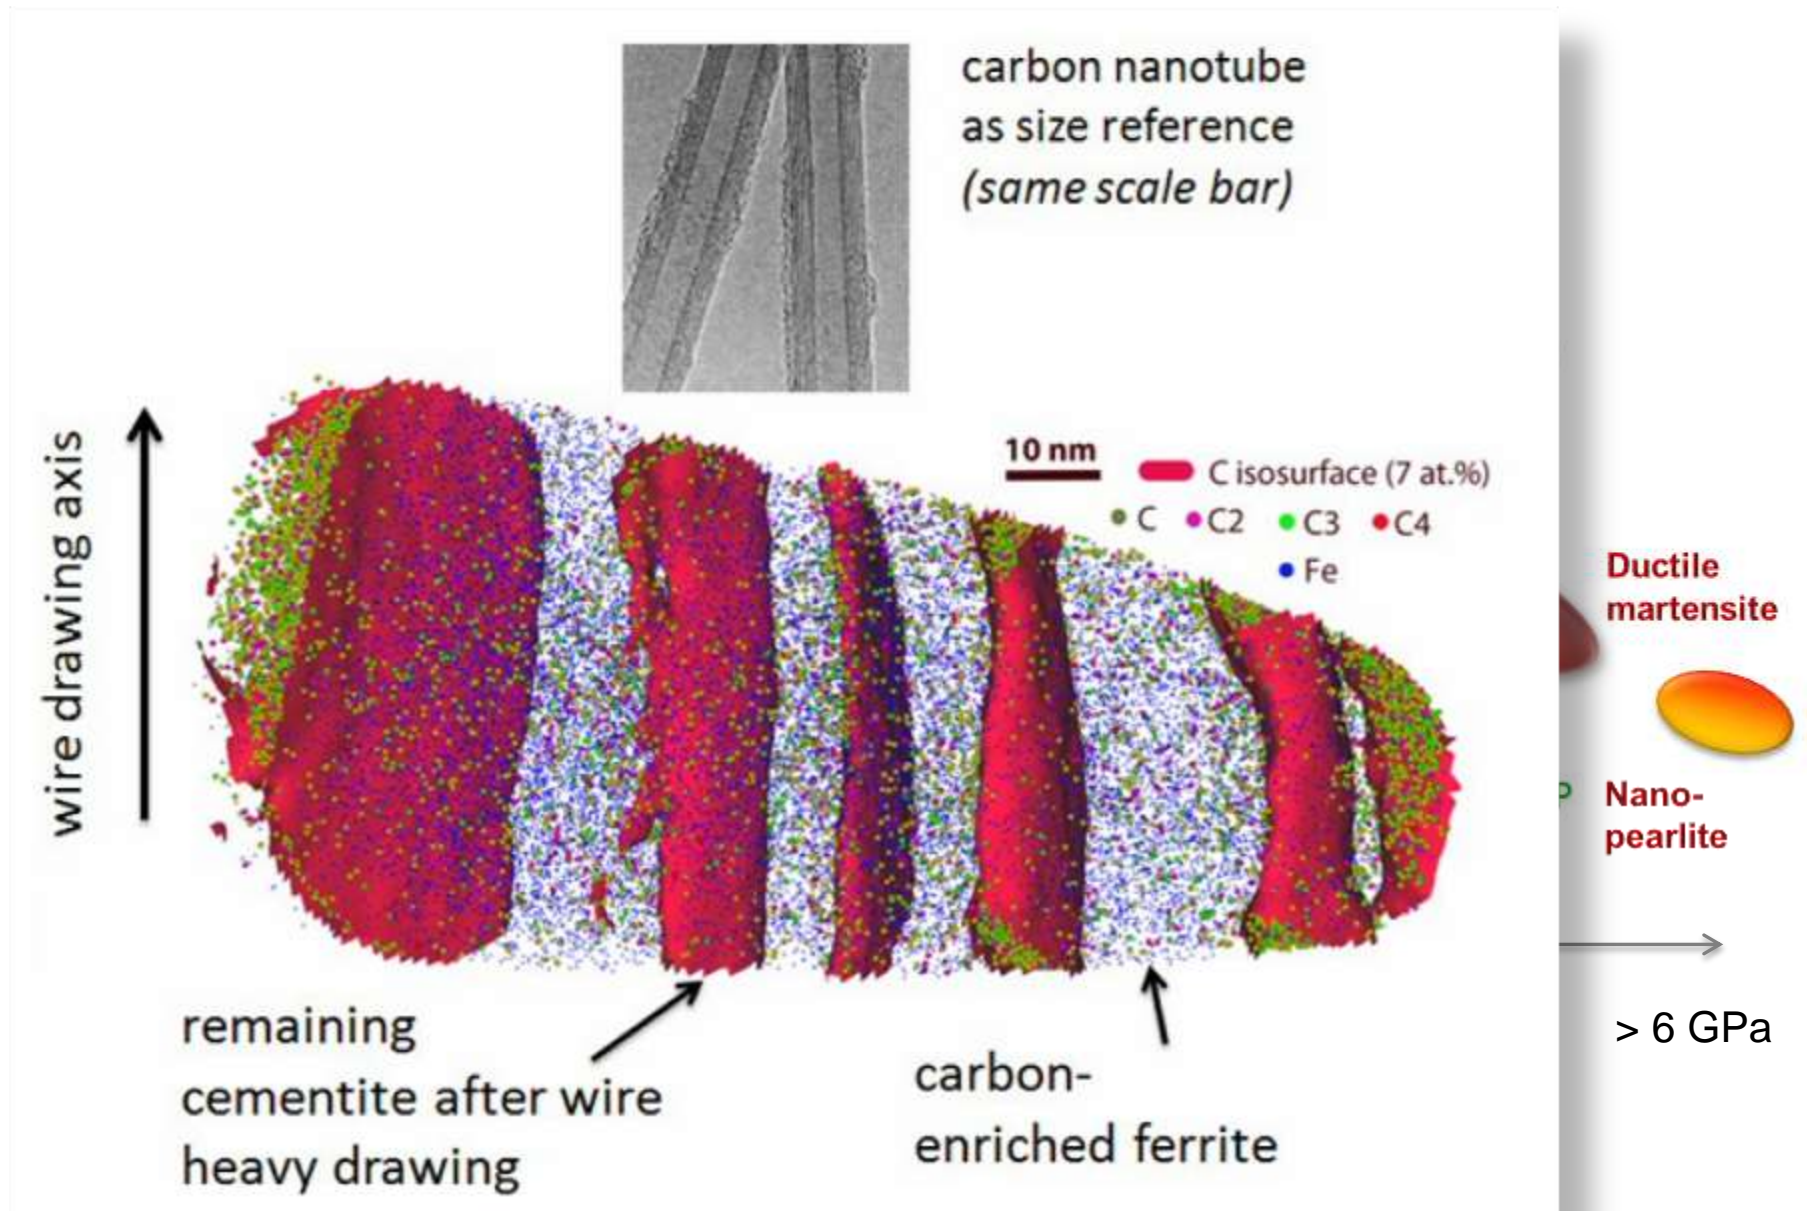 carbon nanotube
as size reference
(same scale bar)
wire drawing axis
10 nm
C isosurface (7 at.%)
C
C2
C3
C4
Fe
Ductile
martensite
Nano-
pearlite
> 6 GPa
remaining
cementite after wire
heavy drawing
carbon-
enriched ferrite